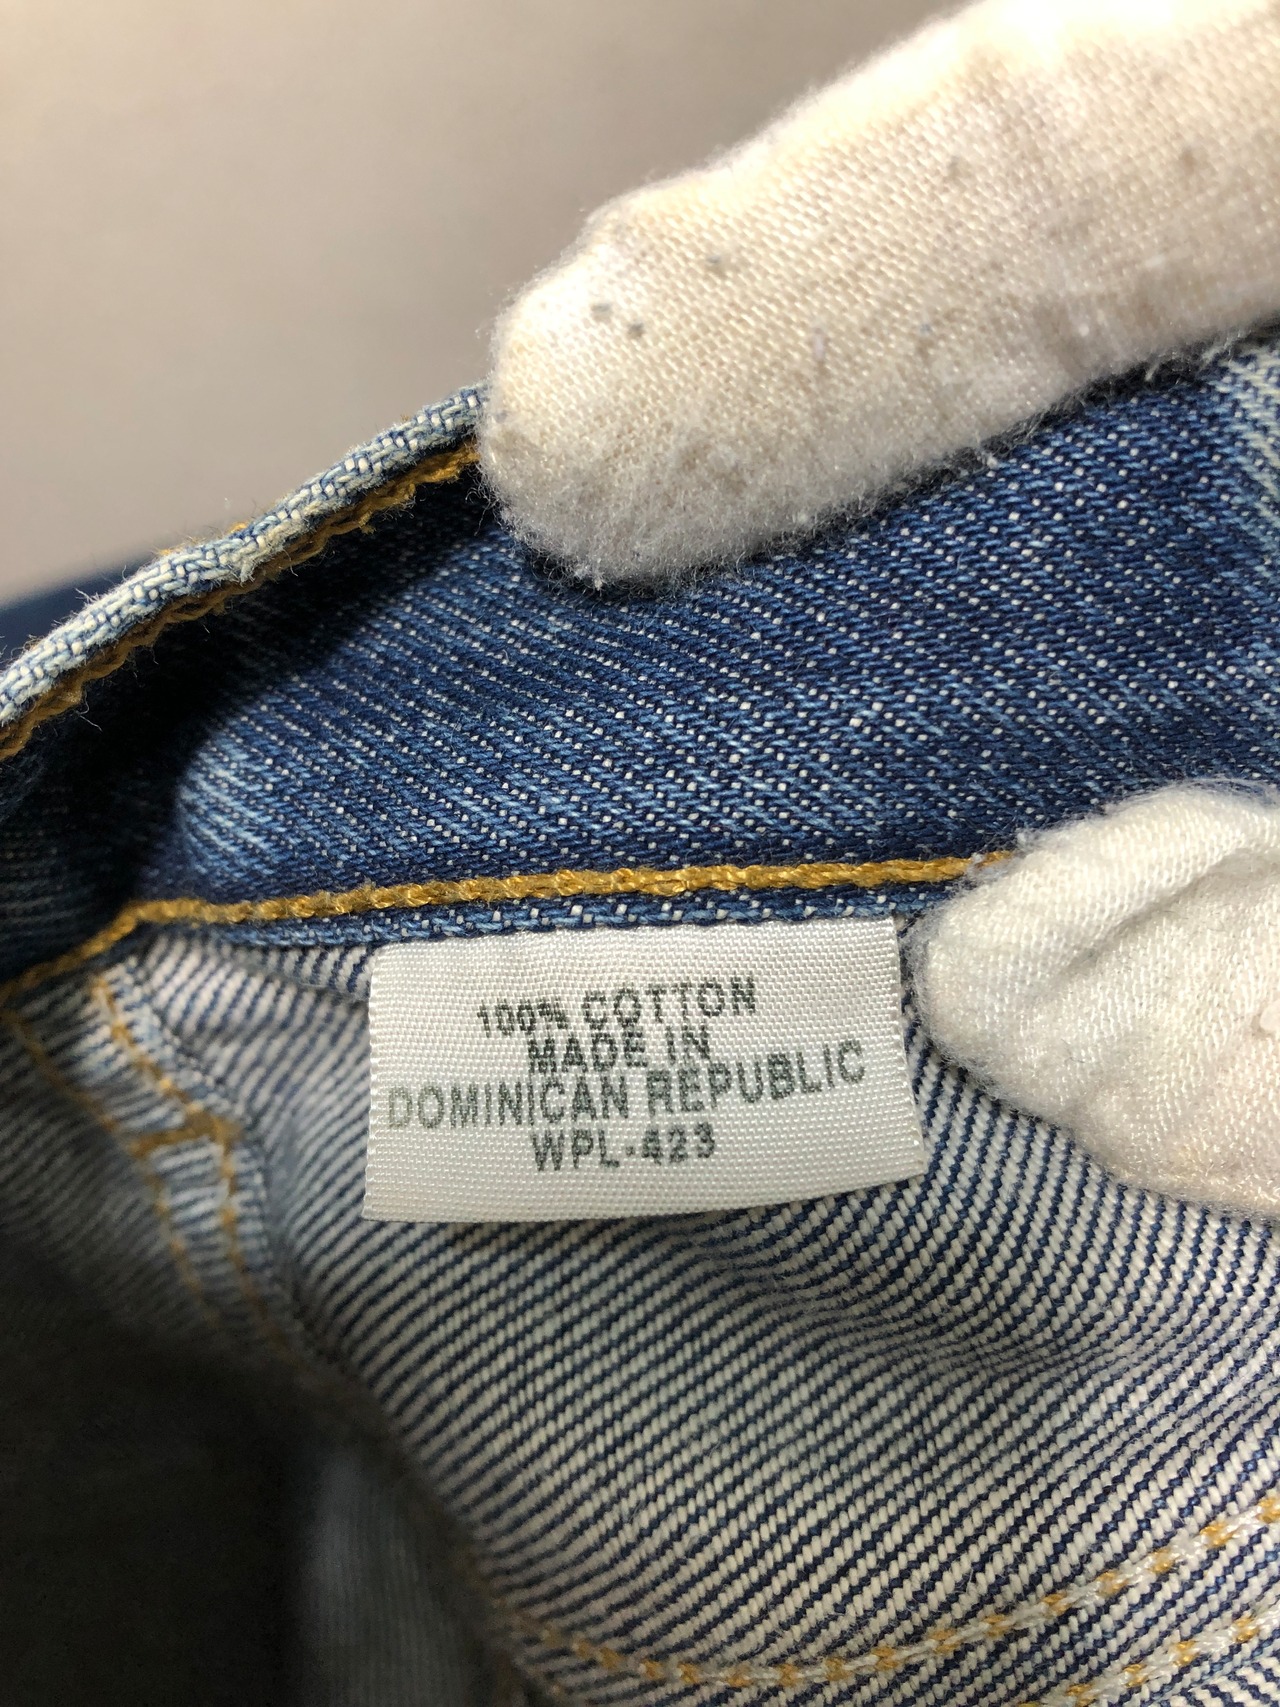 100% COTTON
MADE IN
DOMINICAN REPUBLIC
WPL-423